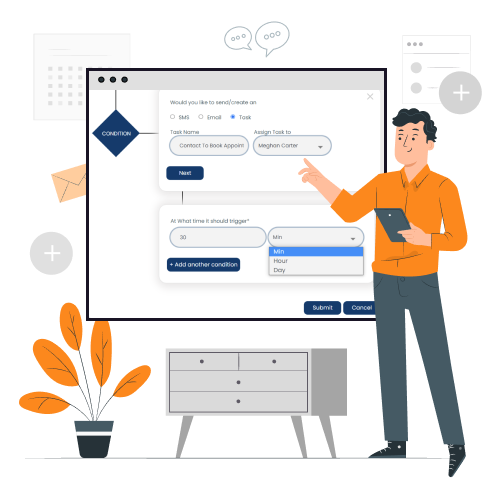 Would you like to send/create an
SMS Email Task
CONDITION
Task Name Assign Task to
Contact To Book Appoint Meghan Carter
Next
At What time it should trigger*
30 Min
Min
Hour
Day
+ Add another condition
Submit Cancel